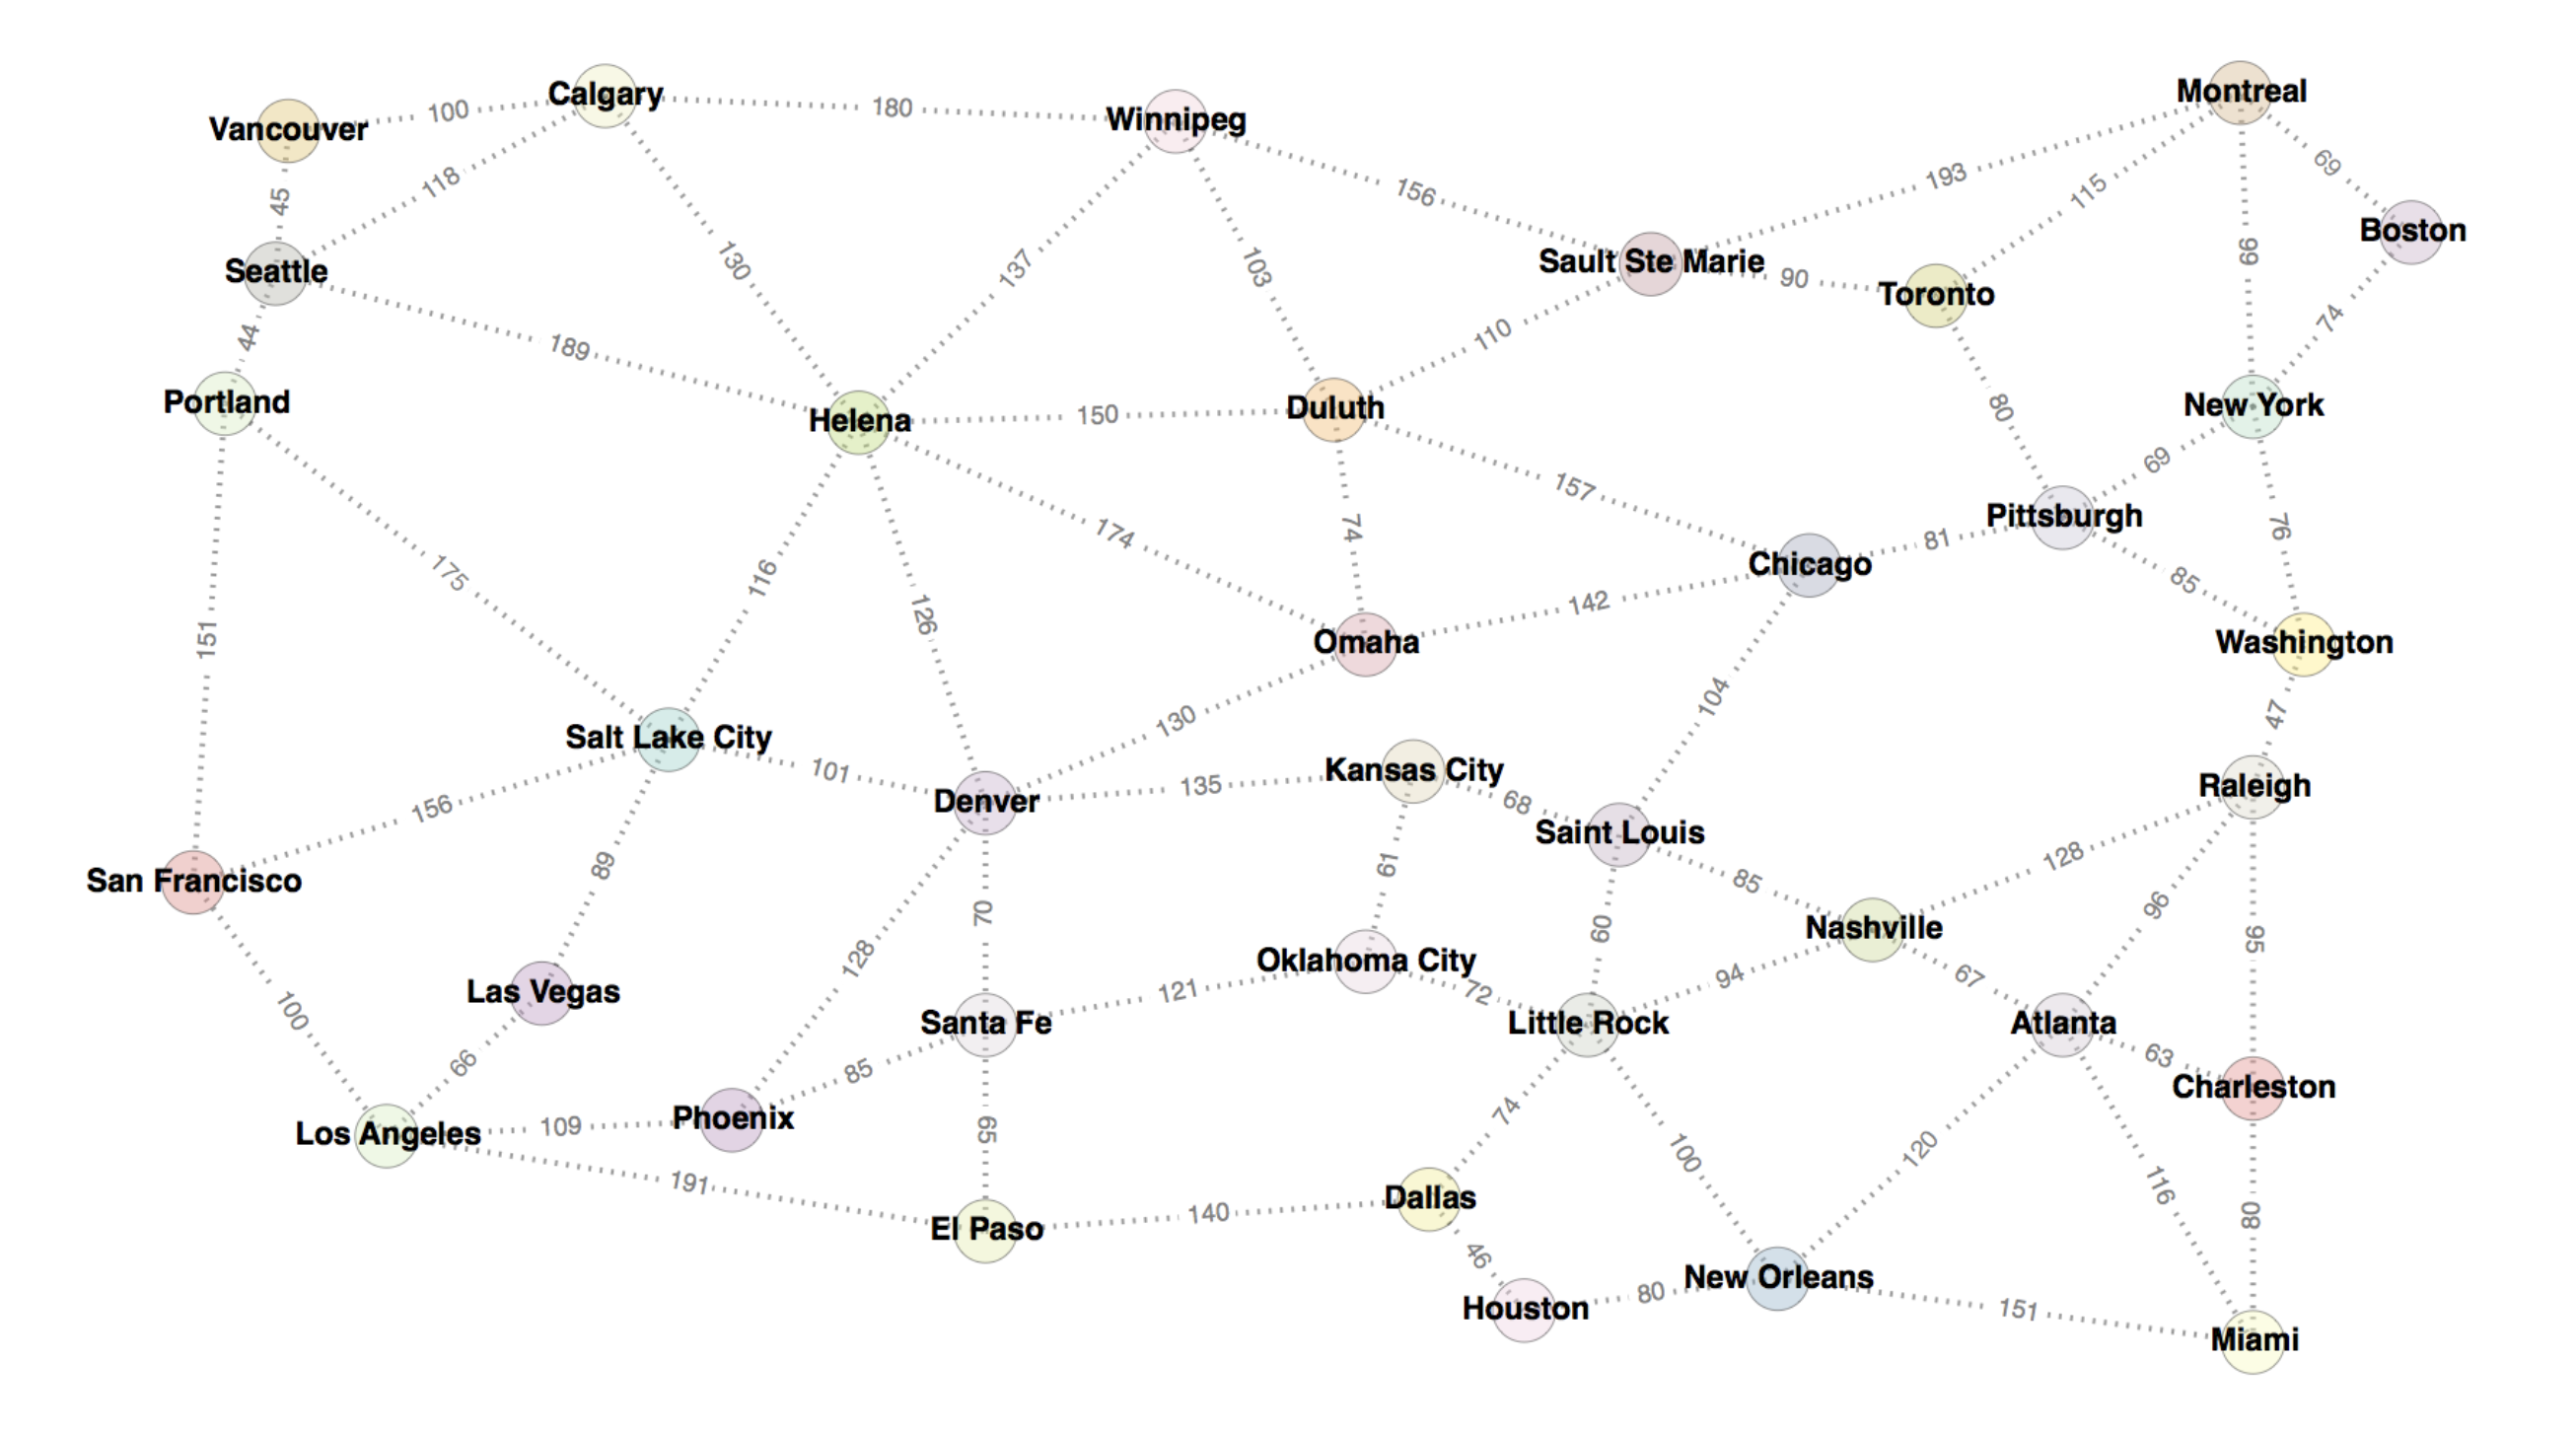 Montreal
Calgary
100
180
Winnipeg
Vancouver
69
193
118
156
115
45
Boston
99
130
Sault Ste Marie
137
103
Seattle
90
Toronto
74
110
44
189
Portland
New York
80
Duluth
150
Helena
69
157
Pittsburgh
76
74
174
81
Chicago
175
85
116
142
126
151
Omaha
Washington
104
47
130
Salt Lake City
101
Kansas City
135
Raleigh
Denver
68
156
Saint Louis
128
61
89
San Francisco
85
96
70
60
Nashville
95
128
Oklahoma City
94
67
Las Vegas
121
72
100
Santa Fe
Little Rock
Atlanta
63
66
85
Charleston
74
Phoenix
109
65
Los Angeles
120
100
191
116
Dallas
140
80
El Paso
46
New Orleans
80
Houston
151
Miami